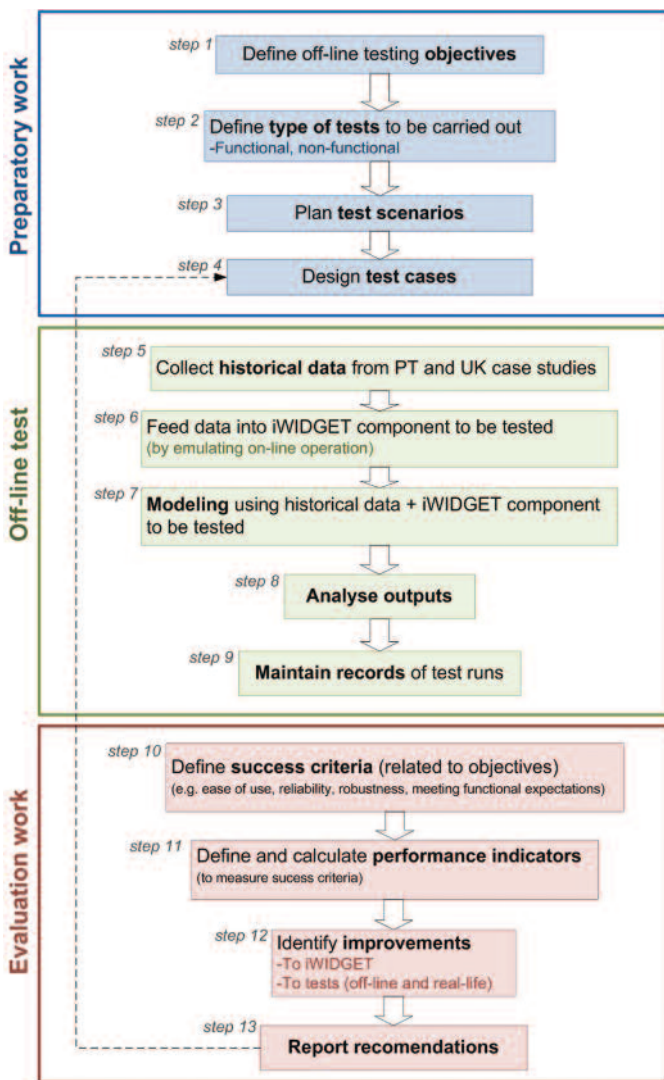 Preparatory work
step 1
Define off-line testing objectives
step 2
Define type of tests to be carried out
-Functional, non-functional
step 3
Plan test scenarios
step 4
Design test cases
Off-line test
step 5
Collect historical data from PT and UK case studies
step 6
Feed data into iWIDGET component to be tested
(by emulating on-line operation)
step 7
Modeling using historical data + iWIDGET component
to be tested
step 8
Analyse outputs
step 9
Maintain records of test runs
Evaluation work
step 10
Define success criteria (related to objectives)
(e.g. ease of use, reliability, robustness, meeting functional expectations)
step 11
Define and calculate performance indicators
(to measure success criteria)
step 12
Identify improvements
-To iWIDGET
-To tests (off-line and real-life)
step 13
Report recomendations